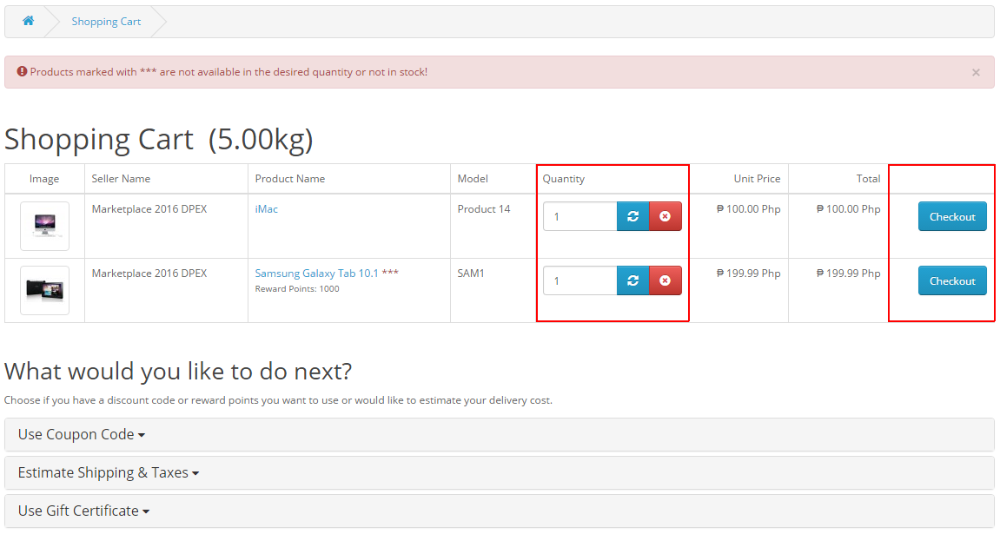 Shopping Cart
Products marked with *** are not available in the desired quantity or not in stock! ×
Shopping Cart (5.00kg)
Image Seller Name Product Name Model Quantity Unit Price Total
Marketplace 2016 DPEX iMac Product 14 1 ₱ 100.00 Php ₱ 100.00 Php Checkout
Marketplace 2016 DPEX Samsung Galaxy Tab 10.1 *** SAM1 1 ₱ 199.99 Php ₱ 199.99 Php Checkout
Reward Points: 1000
What would you like to do next?
Choose if you have a discount code or reward points you want to use or would like to estimate your delivery cost.
Use Coupon Code
Estimate Shipping & Taxes
Use Gift Certificate